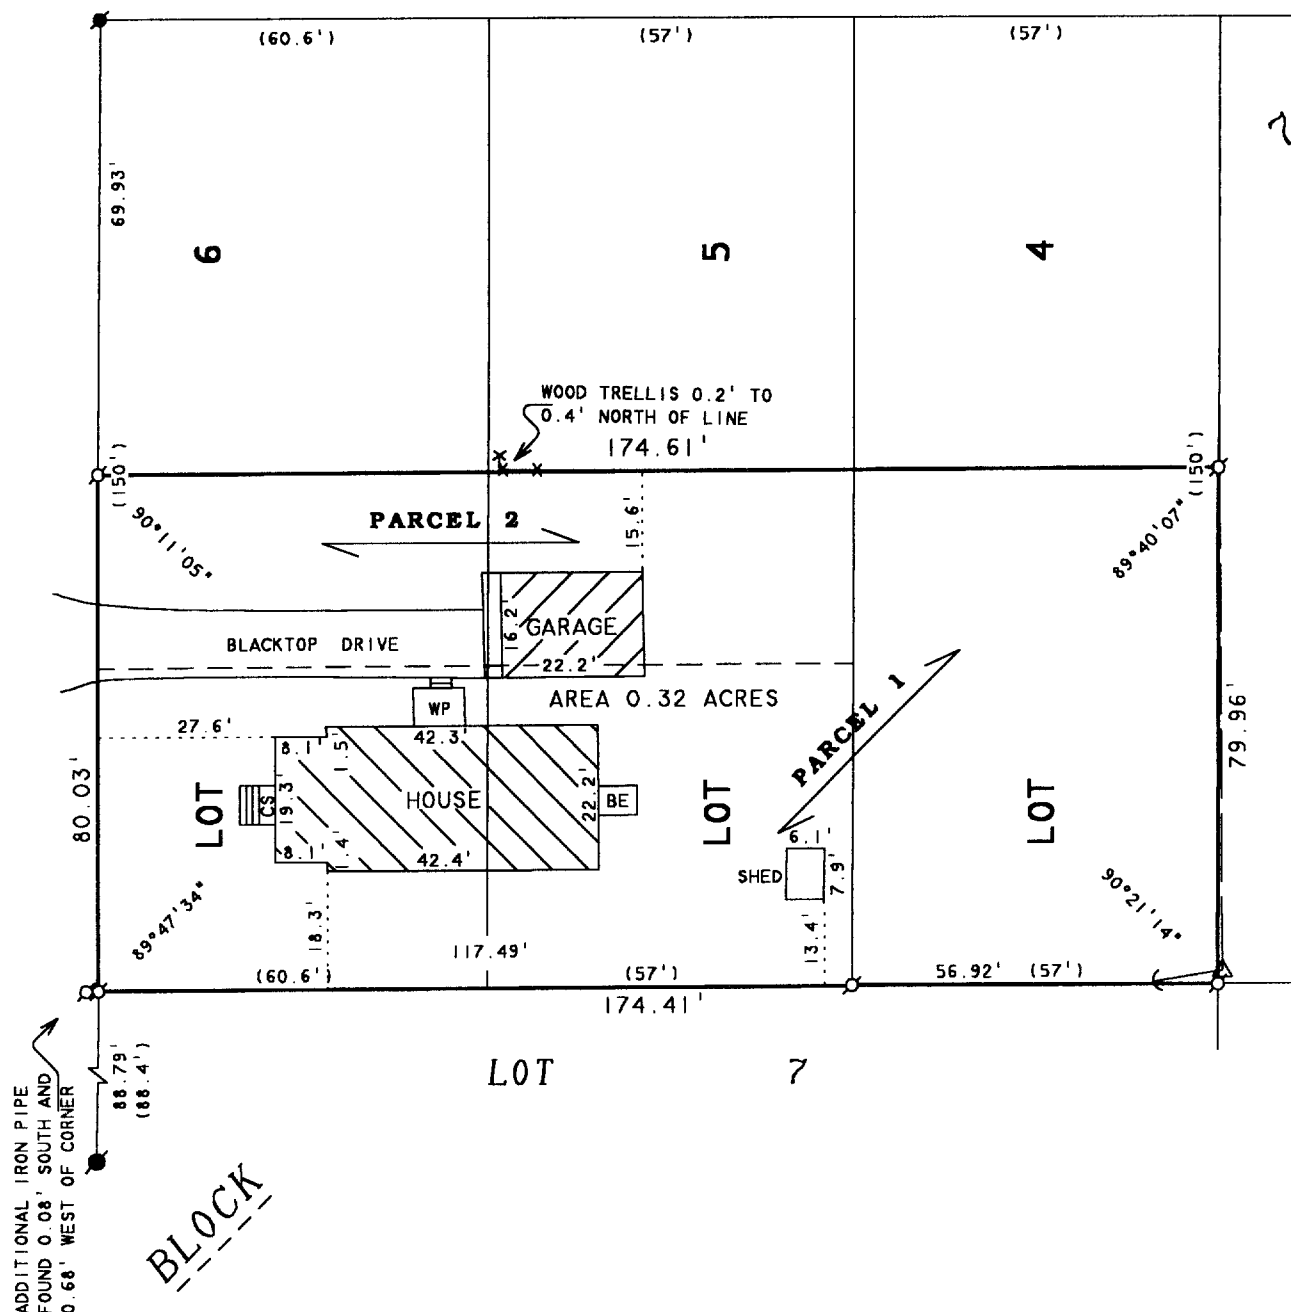 (60.6')
(57')
(57')
7
69.93'
6
5
4
WOOD TRELLIS 0.2' TO
0.4' NORTH OF LINE
174.61'
(150')
(150')
90°11'05"
PARCEL 2
15.6'
89°40'07"
16.2'
GARAGE
BLACKTOP DRIVE
22.2'
AREA 0.32 ACRES
WP
27.6'
42.3'
8.1'
1.5'
PARCEL 1
79.96'
80.03'
LOT
CS
19.3'
HOUSE
22.2'
BE
LOT
LOT
6.1'
8.1'
1.4'
42.4'
SHED
7.9'
89°47'34"
18.3'
90°21'14"
117.49'
13.4'
(60.6')
(57')
56.92' (57')
174.41'
LOT 7
88.79'
(88.4')
ADDITIONAL IRON PIPE
FOUND 0.08' SOUTH AND
0.68' WEST OF CORNER
BLOCK